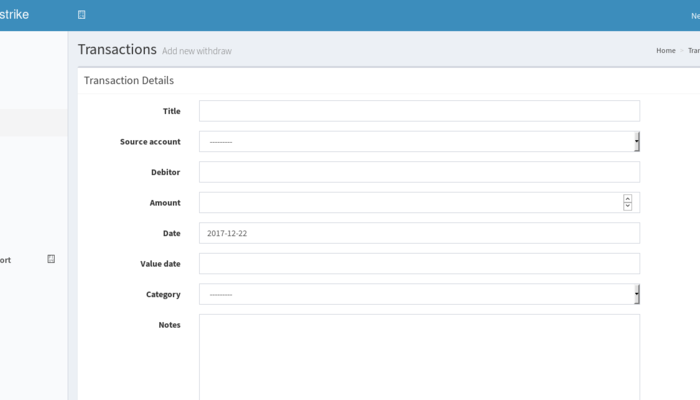 strike
Ne
Transactions Add new withdraw
Home
Tra
Transaction Details
Title
Source account ---------
Debitor
Amount
Date 2017-12-22
ort
Value date
Category ---------
Notes